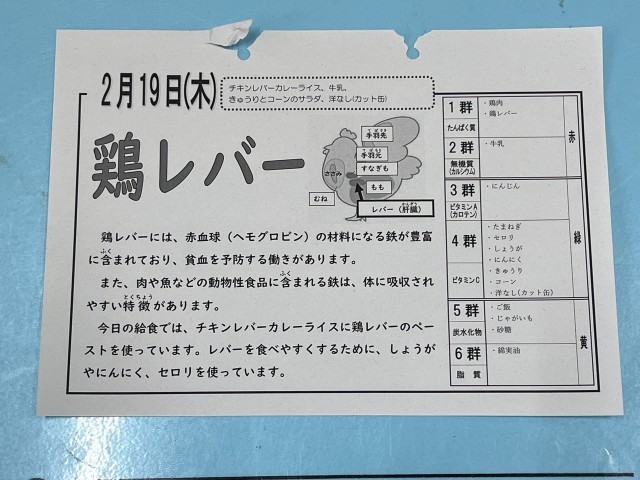 2月19日(木)
チキンレバーカレーライス、牛乳、
きゅうりとコーンのサラダ、洋なし(カット缶)
鶏レバー
手羽先
手羽元
ささみ
すなぎも
もも
むね
レバー(肝臓)
鶏レバーには、赤血球(ヘモグロビン)の材料になる鉄が豊富
に含まれており、貧血を予防する働きがあります。
また、肉や魚などの動物性食品に含まれる鉄は、体に吸収され
やすい特徴があります。
今日の給食では、チキンレバーカレーライスに鶏レバーのペー
ストを使っています。レバーを食べやすくするために、しょうが
やにんにく、セロリを使っています。
1群
たんぱく質
・鶏肉
・鶏レバー
赤
2群
無機質
(カルシウム)
・牛乳
3群
ビタミンA
(カロテン)
・にんじん
緑
4群
ビタミンC
・たまねぎ
・セロリ
・しょうが
・にんにく
・きゅうり
・コーン
・洋なし(カット缶)
5群
炭水化物
・ご飯
・じゃがいも
・砂糖
黄
6群
脂質
・綿実油